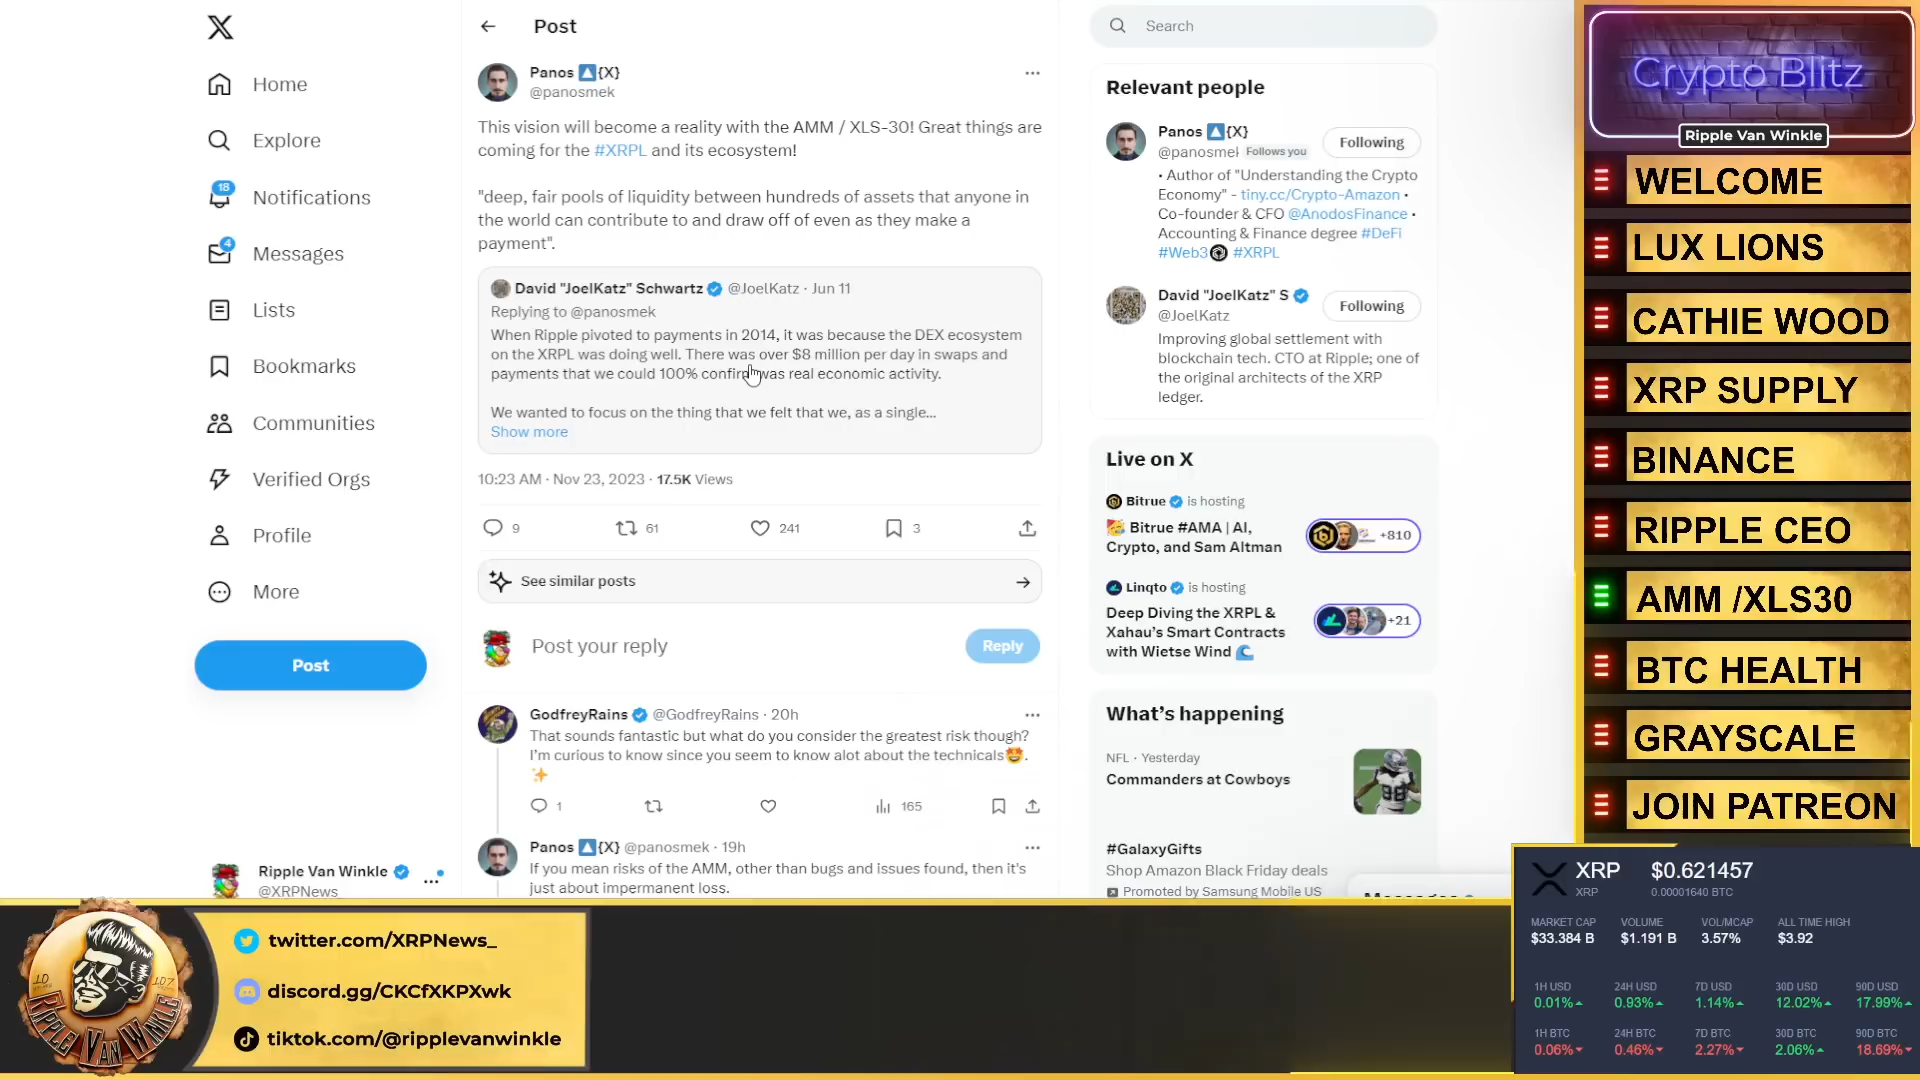 Home
Explore
18
Notifications
4
Messages
Lists
Bookmarks
Communities
Verified Orgs
Profile
More
Post
Ripple Van Winkle
@XRPNews_
Post
Panos {X}
@panosmek
This vision will become a reality with the AMM / XLS-30! Great things are
coming for the #XRPL and its ecosystem!
"deep, fair pools of liquidity between hundreds of assets that anyone in
the world can contribute to and draw off of even as they make a
payment".
David "JoelKatz" Schwartz @JoelKatz · Jun 11
Replying to @panosmek
When Ripple pivoted to payments in 2014, it was because the DEX ecosystem
on the XRPL was doing well. There was over $8 million per day in swaps and
payments that we could 100% confirm was real economic activity.
We wanted to focus on the thing that we felt that we, as a single...
Show more
10:23 AM · Nov 23, 2023 · 17.5K Views
9 61 241 3
See similar posts
Post your reply
Reply
GodfreyRains @GodfreyRains · 20h
That sounds fantastic but what do you consider the greatest risk though?
I'm curious to know since you seem to know alot about the technicals🤩.
✨
1 165
Panos {X} @panosmek · 19h
If you mean risks of the AMM, other than bugs and issues found, then it's
just about impermanent loss.
Search
Relevant people
Panos {X}
Following
@panosmek Follows you
• Author of "Understanding the Crypto
Economy" - tiny.cc/Crypto-Amazon •
Co-founder & CFO @AnodosFinance •
Accounting & Finance degree #DeFi
#Web3 #XRPL
David "JoelKatz" S
Following
@JoelKatz
Improving global settlement with
blockchain tech. CTO at Ripple; one of
the original architects of the XRP
ledger.
Live on X
Bitrue is hosting
🥳 Bitrue #AMA | AI,
Crypto, and Sam Altman
+810
Linqto is hosting
Deep Diving the XRPL &
Xahau's Smart Contracts
with Wietse Wind 🌊
+21
What's happening
NFL · Yesterday
Commanders at Cowboys
#GalaxyGifts
Shop Amazon Black Friday deals
Promoted by Samsung Mobile US
Messages
Crypto Blitz
Ripple Van Winkle
WELCOME
LUX LIONS
CATHIE WOOD
XRP SUPPLY
BINANCE
RIPPLE CEO
AMM /XLS30
BTC HEALTH
GRAYSCALE
JOIN PATREON
XRP $0.621457
XRP 0.00001640 BTC
MARKET CAP VOLUME VOL/MCAP ALL TIME HIGH
$33.384 B $1.191 B 3.57% $3.92
1H USD 24H USD 7D USD 30D USD 90D USD
0.01% 0.93% 1.14% 12.02% 17.99%
1H BTC 24H BTC 7D BTC 30D BTC 90D BTC
0.06% 0.46% 2.27% 2.06% 18.69%
RIPPLE VAN WINKLE
twitter.com/XRPNews_
discord.gg/CKCfXKPXwk
tiktok.com/@ripplevanwinkle